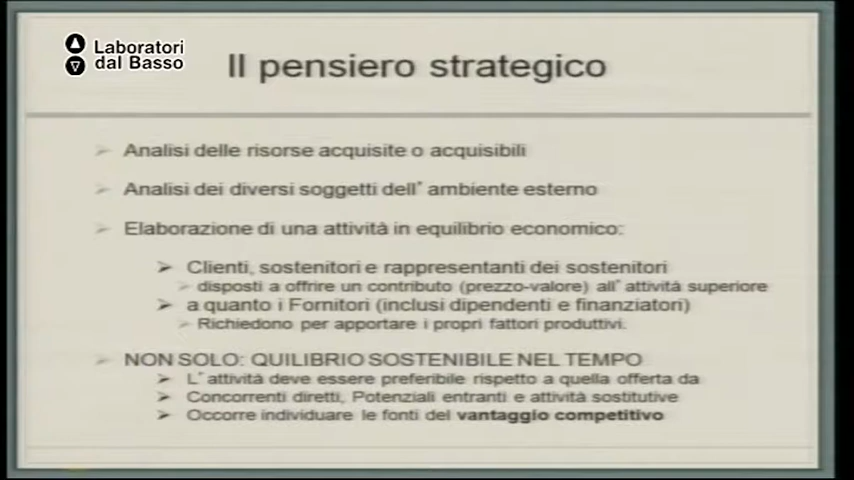 Laboratori
dal Basso
Il pensiero strategico
Analisi delle risorse acquisite o acquisibili
Analisi dei diversi soggetti dell' ambiente esterno
Elaborazione di una attività in equilibrio economico:
Clienti, sostenitori e rappresentanti dei sostenitori
disposti a offrire un contributo (prezzo-valore) all' attività superiore
a quanto i Fornitori (inclusi dipendenti e finanziatori)
Richiedono per apportare i propri fattori produttivi.
NON SOLO: QUILIBRIO SOSTENIBILE NEL TEMPO
L' attività deve essere preferibile rispetto a quella offerta da
Concorrenti diretti, Potenziali entranti e attività sostitutive
Occorre individuare le fonti del vantaggio competitivo